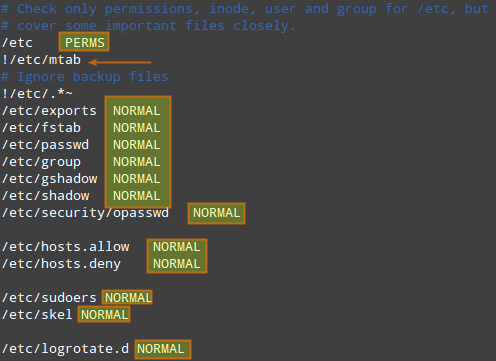 # Check only permissions, inode, user and group for /etc, but
# cover some important files closely.
/etc    PERMS
!/etc/mtab
# Ignore backup files
!/etc/.*~
/etc/exports  NORMAL
/etc/fstab    NORMAL
/etc/passwd   NORMAL
/etc/group    NORMAL
/etc/gshadow  NORMAL
/etc/shadow   NORMAL
/etc/security/opasswd   NORMAL
/etc/hosts.allow   NORMAL
/etc/hosts.deny    NORMAL
/etc/sudoers NORMAL
/etc/skel NORMAL
/etc/logrotate.d NORMAL